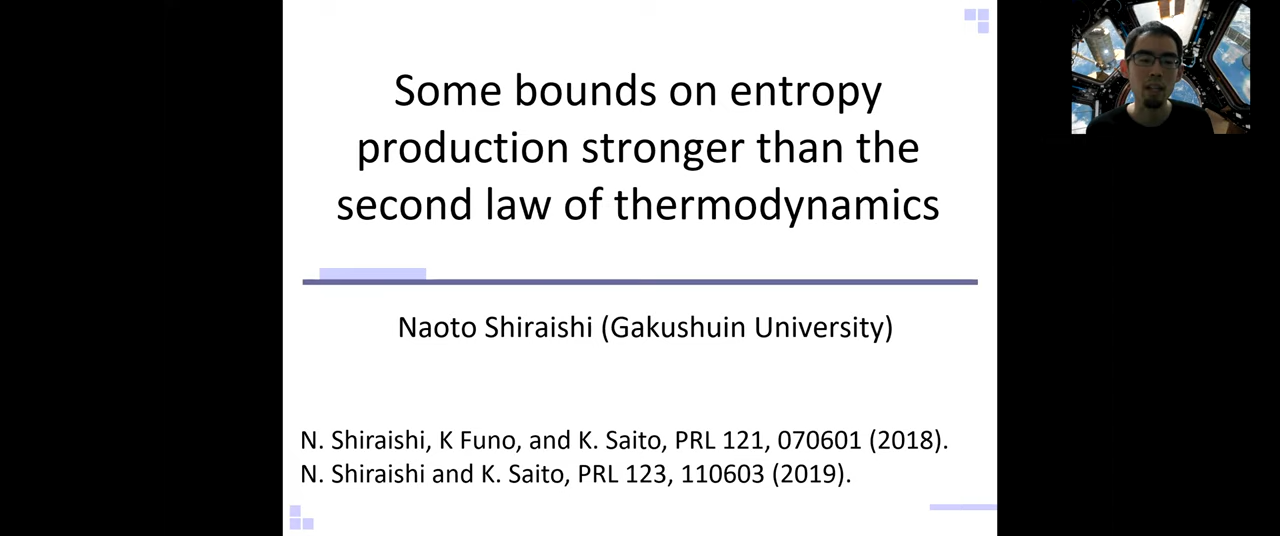 Some bounds on entropy
production stronger than the
second law of thermodynamics
Naoto Shiraishi (Gakushuin University)
N. Shiraishi, K Funo, and K. Saito, PRL 121, 070601 (2018).
N. Shiraishi and K. Saito, PRL 123, 110603 (2019).